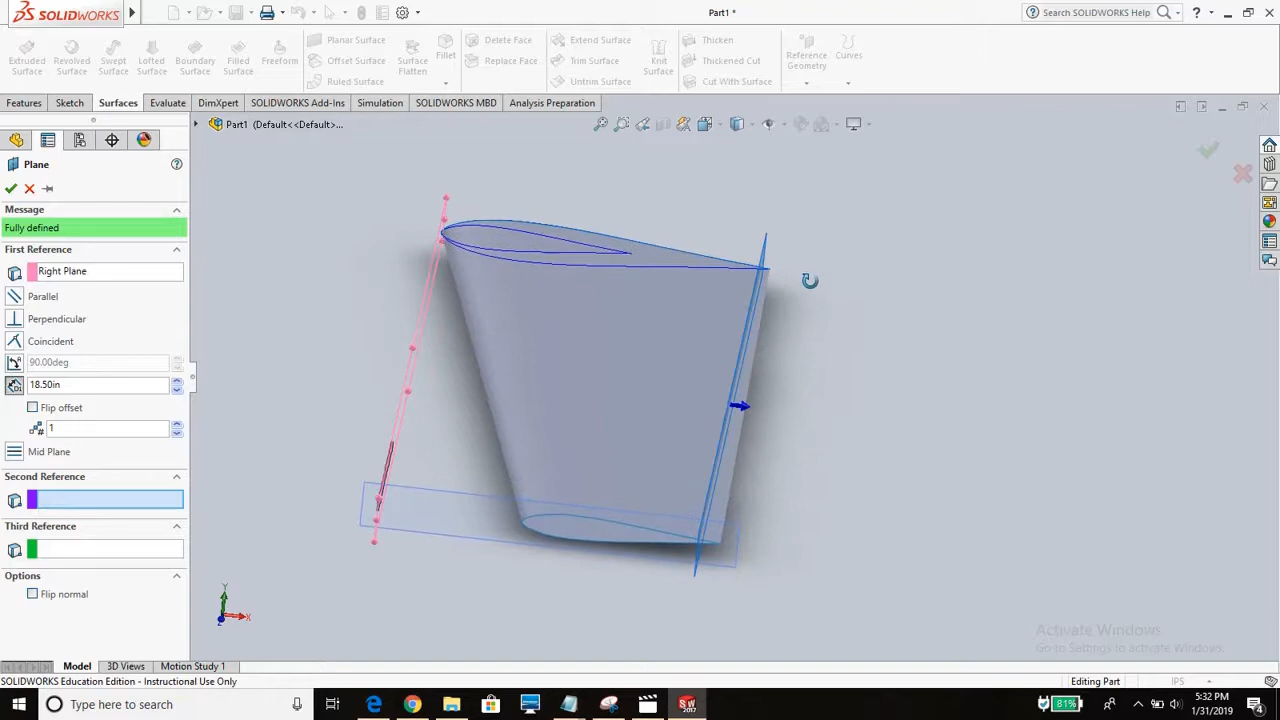 SOLIDWORKS
Part1 *
Search SOLIDWORKS Help
Extruded Surface
Revolved Surface
Swept Surface
Lofted Surface
Boundary Surface
Filled Surface
Freeform
Planar Surface
Offset Surface
Ruled Surface
Surface Flatten
Fillet
Delete Face
Replace Face
Extend Surface
Trim Surface
Untrim Surface
Knit Surface
Thicken
Thickened Cut
Cut With Surface
Reference Geometry
Curves
Features
Sketch
Surfaces
Evaluate
DimXpert
SOLIDWORKS Add-Ins
Simulation
SOLIDWORKS MBD
Analysis Preparation
Part1 (Default<<Default>...
Plane
Message
Fully defined
First Reference
Right Plane
Parallel
Perpendicular
Coincident
90.00deg
18.50in
Flip offset
1
Mid Plane
Second Reference
Third Reference
Options
Flip normal
Y
X
Z
Activate Windows
Go to Settings to activate Windows.
Model
3D Views
Motion Study 1
SOLIDWORKS Education Edition - Instructional Use Only
Editing Part
IPS
Type here to search
SW
2017
81%
5:32 PM
1/31/2019